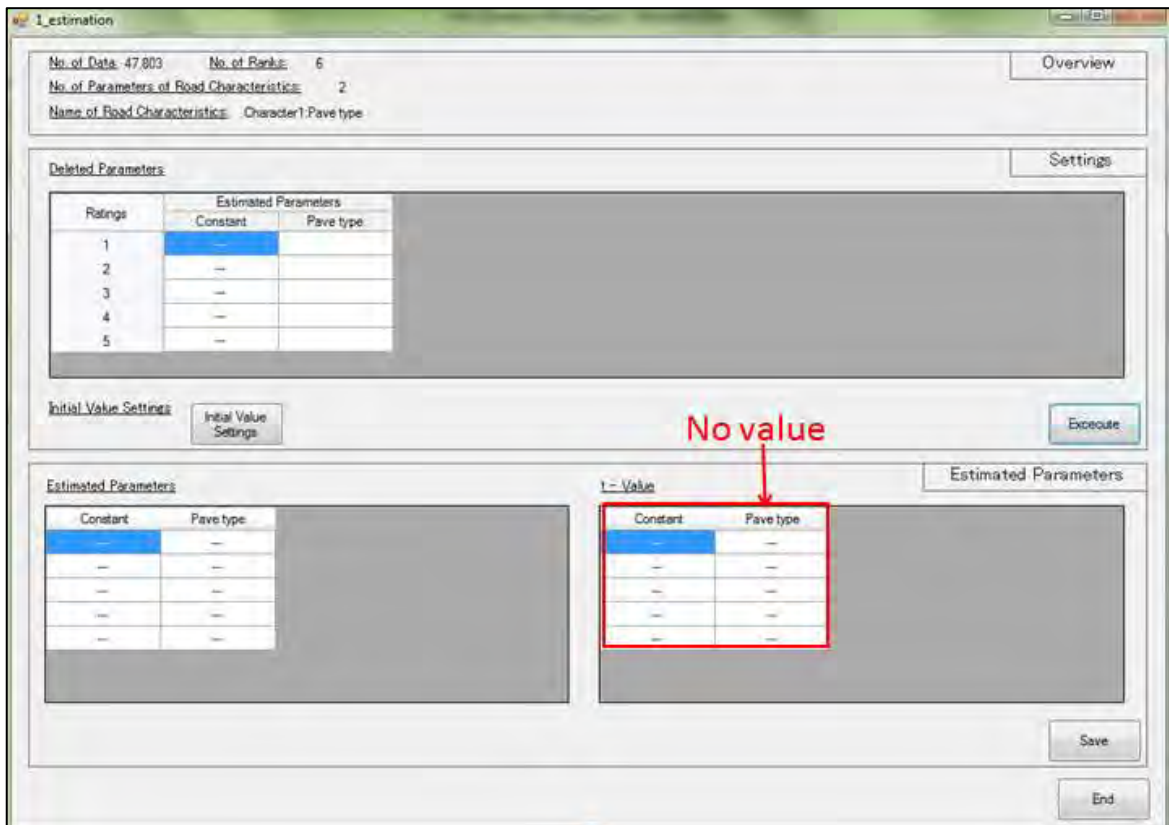 1_estimation
No. of Data 47,803 No. of Ranks: 6
Overview
No. of Parameters of Road Characteristics: 2
Name of Road Characteristics: Character1:Pave type
Settings
Deleted Parameters
Ratings
Estimated Parameters
Constant Pave type
1 ---
2 ---
3 ---
4 ---
5 ---
Initial Value Settings
Initial Value
Settings
No value
Excecute
Estimated Parameters
Estimated Parameters
t - Value
Constant Pave type
--- ---
--- ---
--- ---
--- ---
--- ---
Constant Pave type
--- ---
--- ---
--- ---
--- ---
--- ---
Save
End